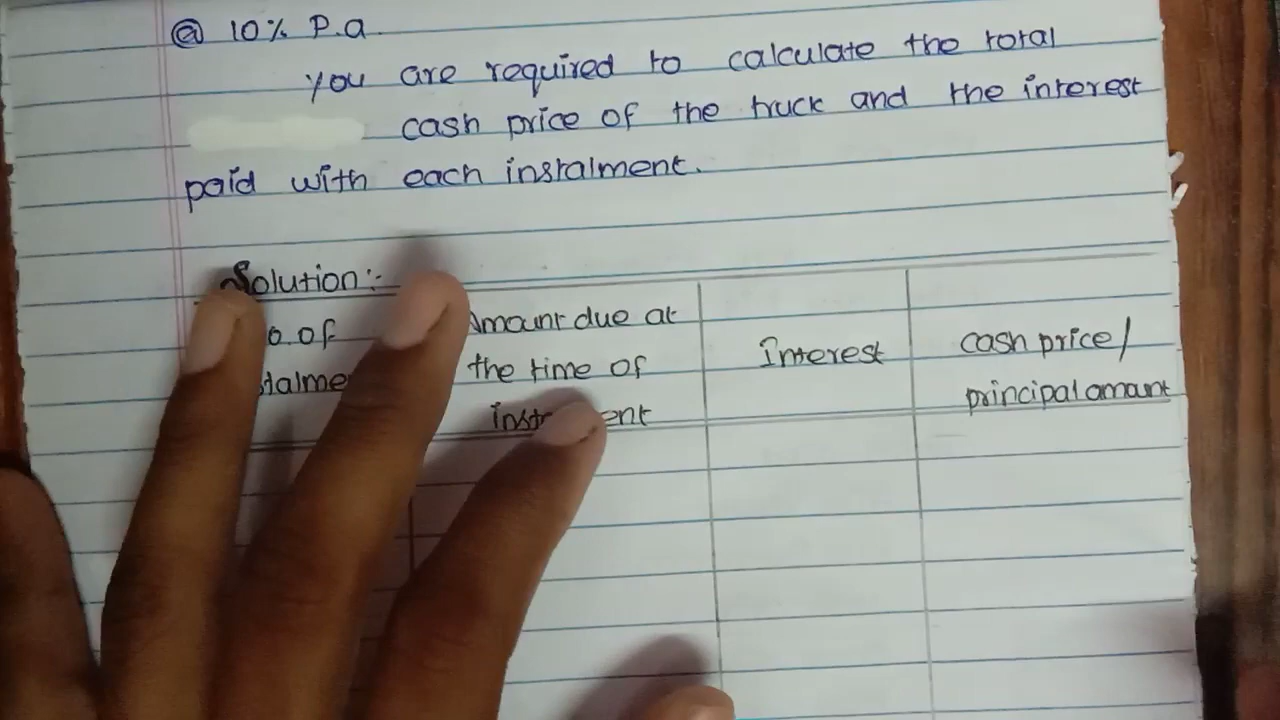 @ 10% P.a
you are required to calculate the total
cash price of the truck and the interest
paid with each instalment.
Solution:-
of
Amount due at
the time of
Interest
cash price/
principal amount